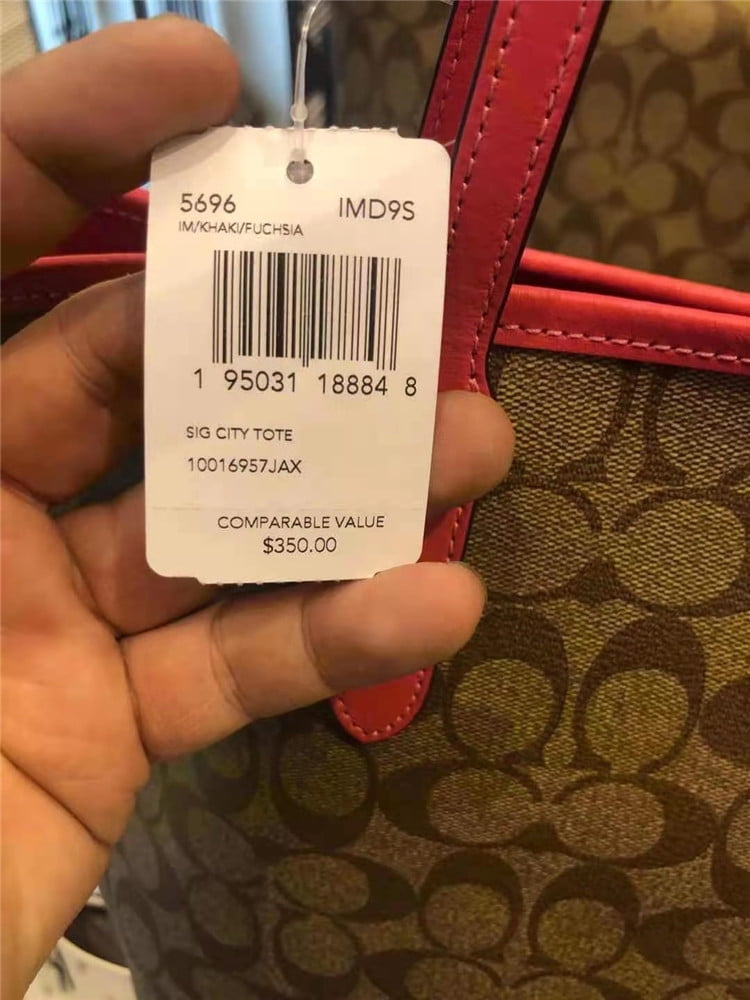 5696 IMD9S
IM/KHAKI/FUCHSIA
1 95031 18884 8
SIG CITY TOTE
10016957JAX
COMPARABLE VALUE
$350.00